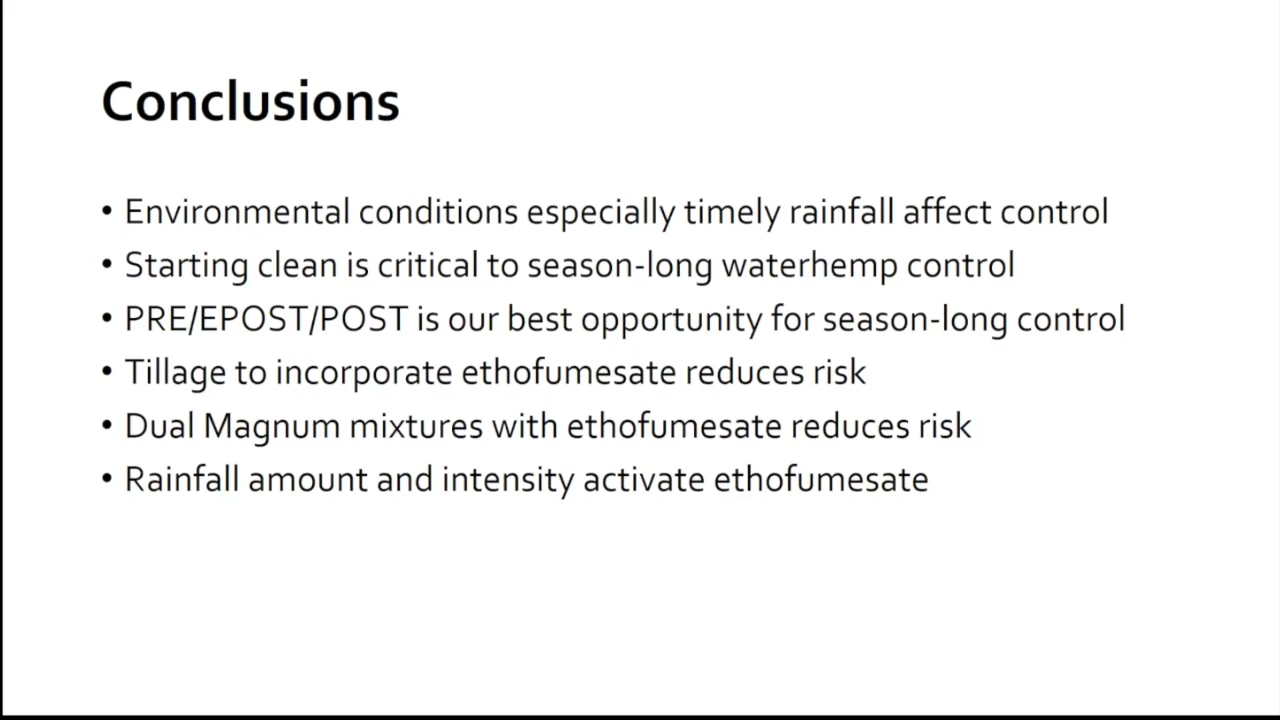 Conclusions
• Environmental conditions especially timely rainfall affect control
• Starting clean is critical to season-long waterhemp control
• PRE/EPOST/POST is our best opportunity for season-long control
• Tillage to incorporate ethofumesate reduces risk
• Dual Magnum mixtures with ethofumesate reduces risk
• Rainfall amount and intensity activate ethofumesate